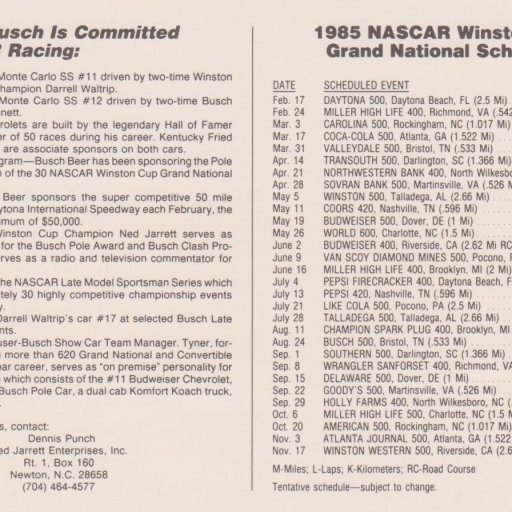 usch Is Committed
Racing:
Monte Carlo SS #11 driven by two-time Winston
hampion Darrell Waltrip.
Monte Carlo SS #12 driven by two-time Busch
nnett.
rolets are built by the legendary Hall of Famer
er of 50 races during his career. Kentucky Fried
are associate sponsors on both cars.
gram—Busch Beer has been sponsoring the Pole
n of the 30 NASCAR Winston Cup Grand National
Beer sponsors the super competitive 50 mile
aytona International Speedway each February, the
mum of $50,000.
Winston Cup Champion Ned Jarrett serves as
for the Busch Pole Award and Busch Clash Pro-
erves as a radio and television commentator for
the NASCAR Late Model Sportsman Series which
ately 30 highly competitive championship events
y.
Darrell Waltrip's car #17 at selected Busch Late
nts.
user-Busch Show Car Team Manager. Tyner, for-
more than 620 Grand National and Convertible
ear career, serves as "on premise" personality for
which consists of the #11 Budweiser Chevrolet,
Busch Pole Car, a dual cab Komfort Koach truck,
s, contact:
Dennis Punch
ed Jarrett Enterprises, Inc.
Rt. 1, Box 160
Newton, N.C. 28658
(704) 464-4577
1985 NASCAR Winsto
Grand National Sch
DATE SCHEDULED EVENT
Feb. 17 DAYTONA 500, Daytona Beach, FL (2.5 Mi)
Feb. 24 MILLER HIGH LIFE 400, Richmond, VA (.542
Mar. 3 CAROLINA 500, Rockingham, NC (1.017 Mi)
Mar. 17 COCA-COLA 500, Atlanta, GA (1.522 Mi)
Mar. 31 VALLEYDALE 500, Bristol, TN (.533 Mi)
Apr. 14 TRANSOUTH 500, Darlington, SC (1.366 Mi)
Apr. 21 NORTHWESTERN BANK 400, North Wilkesbo
Apr. 28 SOVRAN BANK 500, Martinsville, VA (.526 M
May 5 WINSTON 500, Talladega, AL (2.66 Mi)
May 11 COORS 420, Nashville, TN (.596 Mi)
May 19 BUDWEISER 500, Dover, DE (1 Mi)
May 26 WORLD 600, Charlotte, NC (1.5 Mi)
June 2 BUDWEISER 400, Riverside, CA (2.62 Mi RC
June 9 VAN SCOY DIAMOND MINES 500, Pocono, P
June 16 MILLER HIGH LIFE 400, Brooklyn, MI (2 Mi)
July 4 PEPSI FIRECRACKER 400, Daytona Beach, F
July 13 PEPSI 420, Nashville, TN (.596 Mi)
July 21 LIKE COLA 500, Pocono, PA (2.5 Mi)
July 28 TALLADEGA 500, Talladega, AL (2.66 Mi)
Aug. 11 CHAMPION SPARK PLUG 400, Brooklyn, MI
Aug. 24 BUSCH 500, Bristol, TN (.533 Mi)
Sep. 1 SOUTHERN 500, Darlington, SC (1.366 Mi)
Sep. 8 WRANGLER SANFORSET 400, Richmond, VA
Sep. 15 DELAWARE 500, Dover, DE (1 Mi)
Sep. 22 GOODY'S 500, Martinsville, VA (.526 Mi)
Sep. 29 HOLLY FARMS 400, North Wilkesboro, NC (
Oct. 6 MILLER HIGH LIFE 500, Charlotte, NC (1.5 M
Oct. 20 AMERICAN 500, Rockingham, NC (1.017 Mi)
Nov. 3 ATLANTA JOURNAL 500, Atlanta, GA (1.522
Nov. 17 WINSTON WESTERN 500, Riverside, CA (2.6
M-Miles; L-Laps; K-Kilometers; RC-Road Course
Tentative schedule—subject to change.